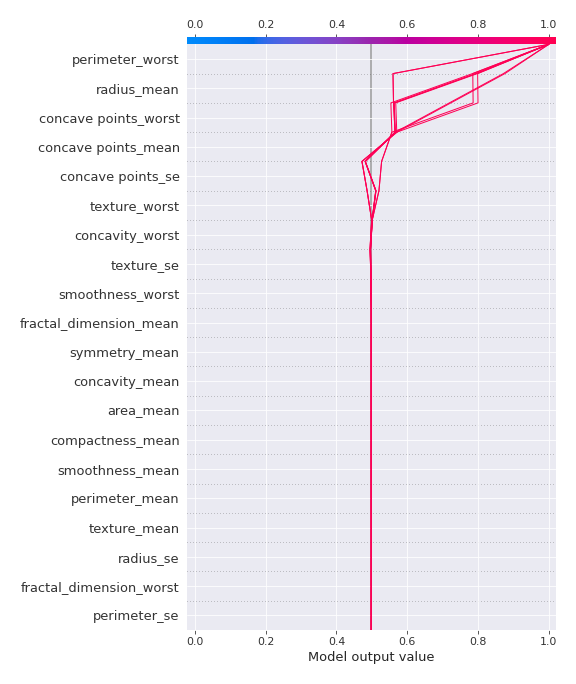 0.0 0.2 0.4 0.6 0.8 1.0
perimeter_worst
radius_mean
concave points_worst
concave points_mean
concave points_se
texture_worst
concavity_worst
texture_se
smoothness_worst
fractal_dimension_mean
symmetry_mean
concavity_mean
area_mean
compactness_mean
smoothness_mean
perimeter_mean
texture_mean
radius_se
fractal_dimension_worst
perimeter_se
0.0 0.2 0.4 0.6 0.8 1.0
Model output value